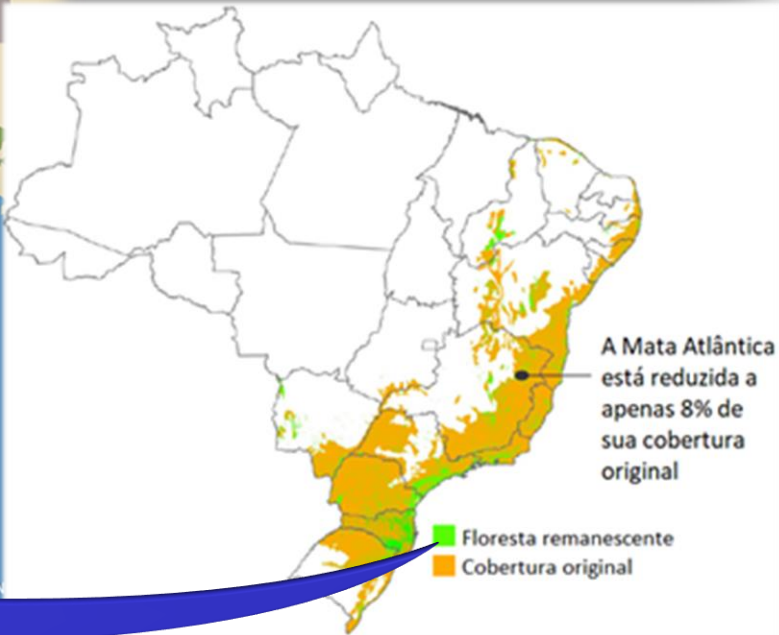 A Mata Atlântica
está reduzida a
apenas 8% de
sua cobertura
original
Floresta remanescente
Cobertura original